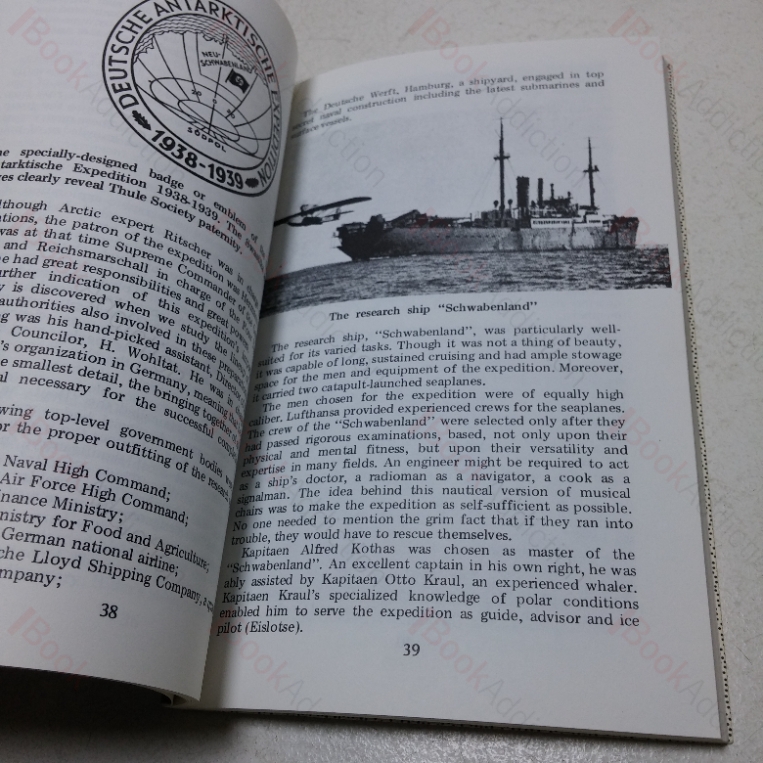 DEUTSCHE ANTARKTISCHE EXPEDITION
NEU-
SCHWABENLAND
SÜDPOL
1938-1939
specially-designed badge or emblem of
Expedition 1938-1939. The
clearly reveal Thule Society paternity.
Although Arctic expert Ritscher was in
the patron of the expedition was
was at that time Supreme Commander of
and Reichsmarschall in charge of the
he had great responsibilities and great
further indication of this expedition's
is discovered when we study the
authorities also involved in these
was his hand-picked assistant,
Councilor, H. Wohltat. He was in
organization in Germany, meaning that
smallest detail, the bringing together of
necessary for the successful
top-level government bodies
for the proper outfitting of the
Naval High Command;
Air Force High Command;
Finance Ministry;
Ministry for Food and Agriculture;
German national airline;
Lloyd Shipping Company,
38
The Deutsche Werft, Hamburg, a shipyard, engaged in top
secret naval construction including the latest submarines and
surface vessels.
The research ship "Schwabenland"
The research ship, "Schwabenland", was particularly well-
suited for its varied tasks. Though it was not a thing of beauty,
it was capable of long, sustained cruising and had ample stowage
space for the men and equipment of the expedition. Moreover,
it carried two catapult-launched seaplanes.
The men chosen for the expedition were of equally high
caliber. Lufthansa provided experienced crews for the seaplanes.
The crew of the "Schwabenland" were selected only after they
had passed rigorous examinations, based, not only upon their
physical and mental fitness, but upon their versatility and
expertise in many fields. An engineer might be required to act
as a ship's doctor, a radioman as a navigator, a cook as a
signalman. The idea behind this nautical version of musical
chairs was to make the expedition as self-sufficient as possible.
No one needed to mention the grim fact that if they ran into
trouble, they would have to rescue themselves.
Kapitaen Alfred Kothas was chosen as master of the
"Schwabenland". An excellent captain in his own right, he was
ably assisted by Kapitaen Otto Kraul, an experienced whaler.
Kapitaen Kraul's specialized knowledge of polar conditions
enabled him to serve the expedition as guide, advisor and ice
pilot (Eislotse).
39
BookAddiction